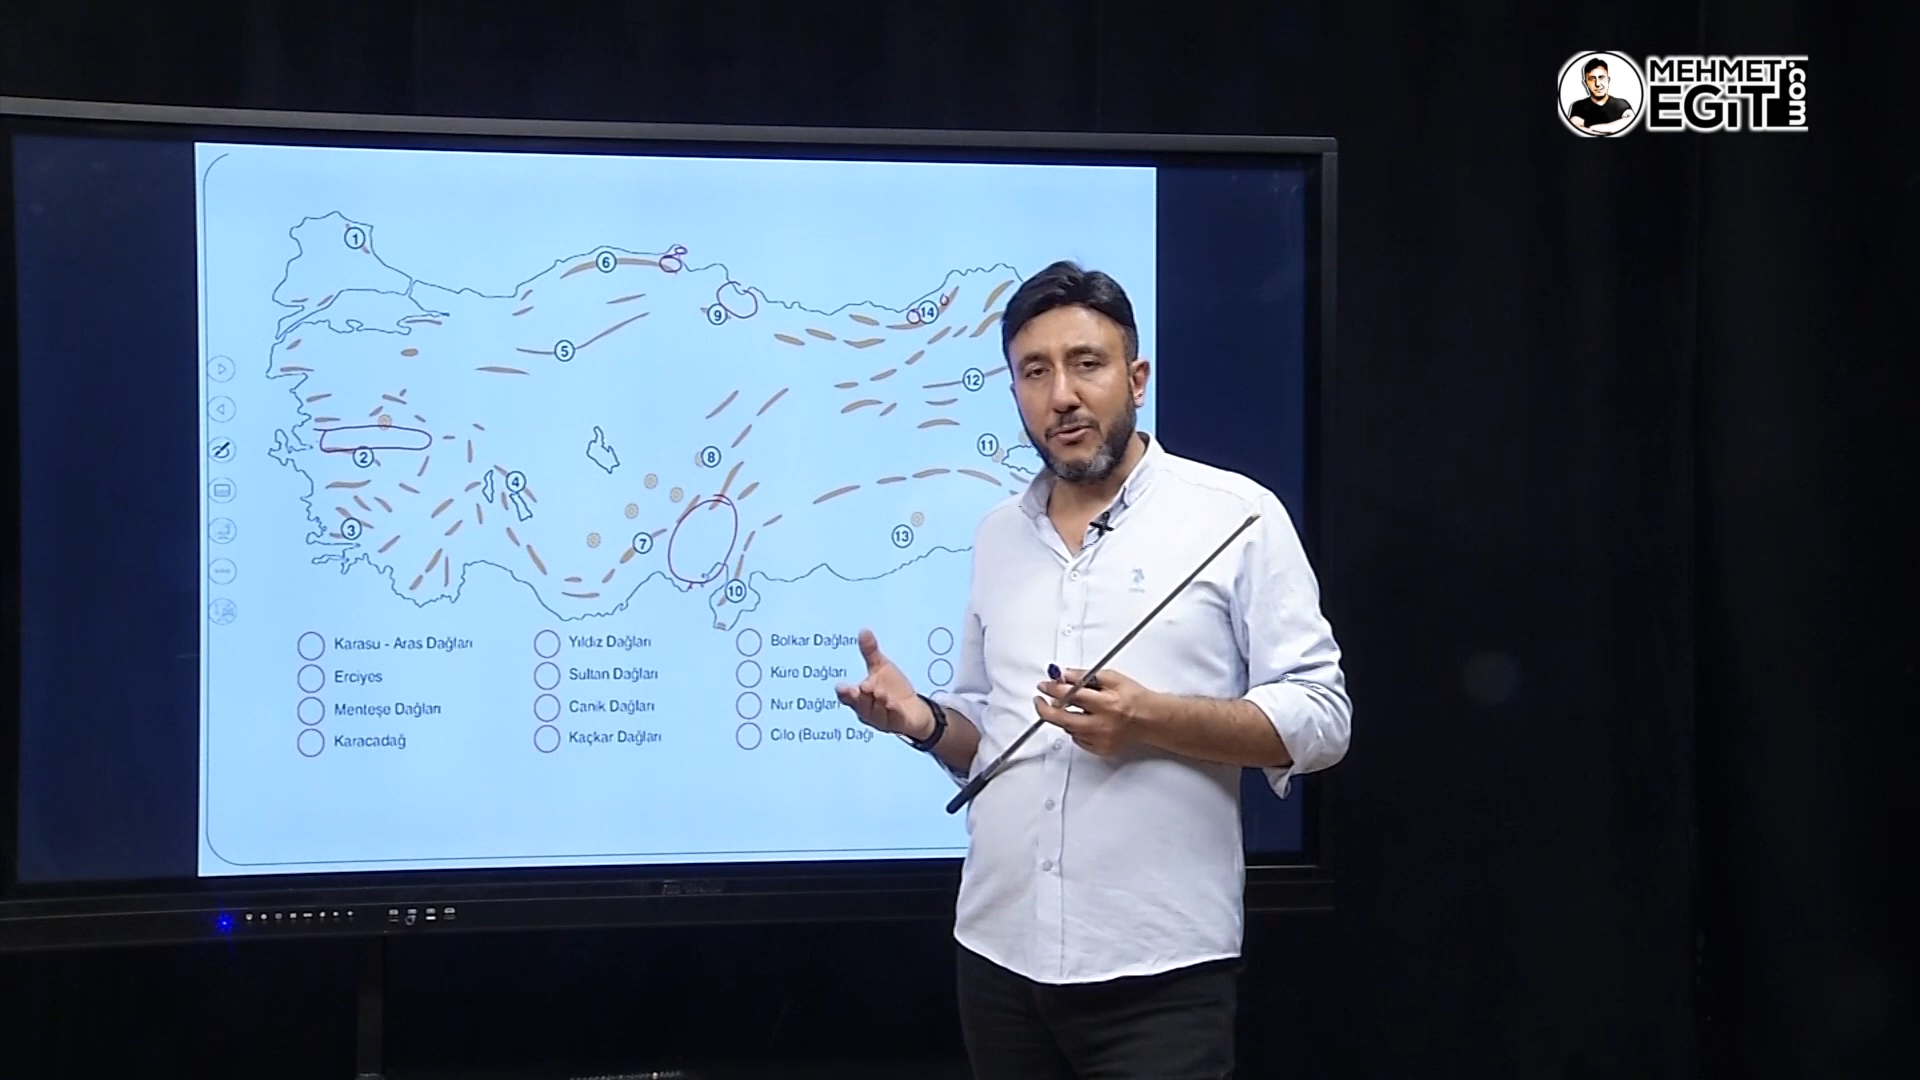 MEHMET
EGiT
.com
1
6
9
14
5
12
2
8
11
4
3
7
13
10
Karasu - Aras Dağları
Yıldız Dağları
Bolkar Dağları
Erciyes
Sultan Dağları
Küre Dağları
Menteşe Dağları
Canik Dağları
Nur Dağları
Karacadağ
Kaçkar Dağları
Cilo (Buzul) Dağı